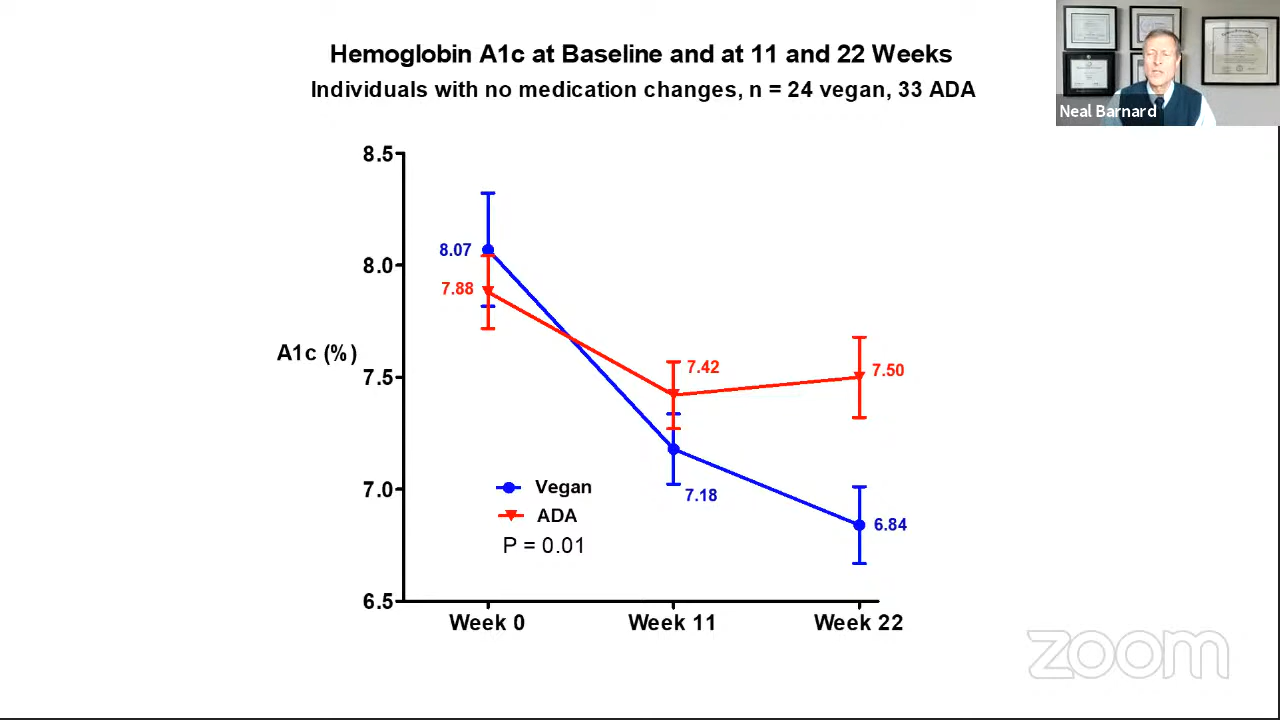 Hemoglobin A1c at Baseline and at 11 and 22 Weeks
Individuals with no medication changes, n = 24 vegan, 33 ADA
Neal Barnard
8.5
8.07
8.0
7.88
A1c (%)
7.42
7.50
7.5
7.18
7.0
6.84
Vegan
ADA
P = 0.01
6.5
Week 0
Week 11
Week 22
zoom